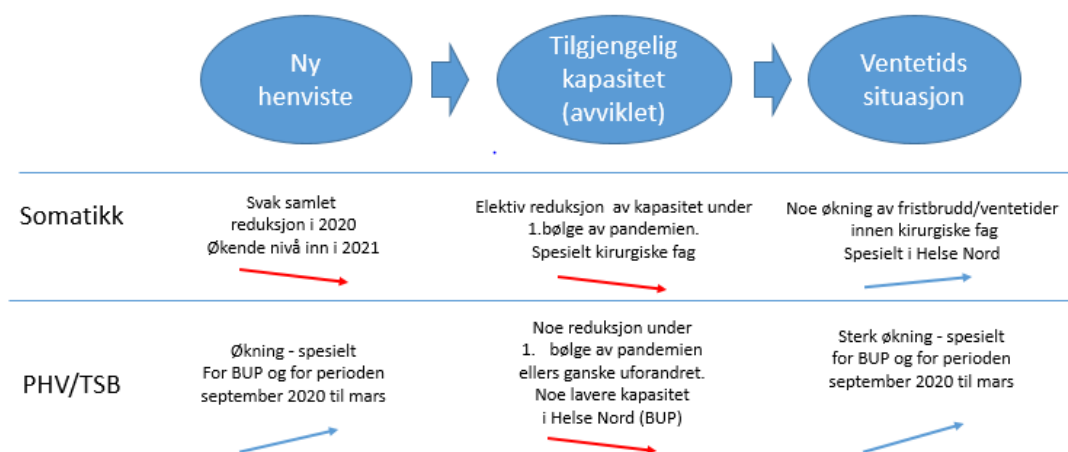 Ny
henviste
Tilgjengelig
kapasitet
(avviklet)
Ventetids
situasjon
Somatikk
Svak samlet
reduksjon i 2020
Økende nivå inn i 2021
Elektiv reduksjon av kapasitet under
1.bølge av pandemien.
Spesielt kirurgiske fag
Noe økning av fristbrudd/ventetider
innen kirurgiske fag
Spesielt i Helse Nord
PHV/TSB
Økning - spesielt
For BUP og for perioden
september 2020 til mars
Noe reduksjon under
1. bølge av pandemien
ellers ganske uforandret.
Noe lavere kapasitet
i Helse Nord (BUP)
Sterk økning - spesielt
for BUP og for perioden
september 2020 til mars